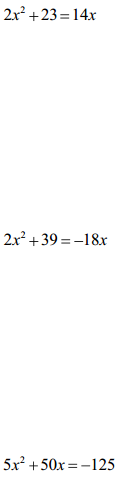 2x² + 23 = 14x
2x² + 39 = −18x
5x² + 50x = −125